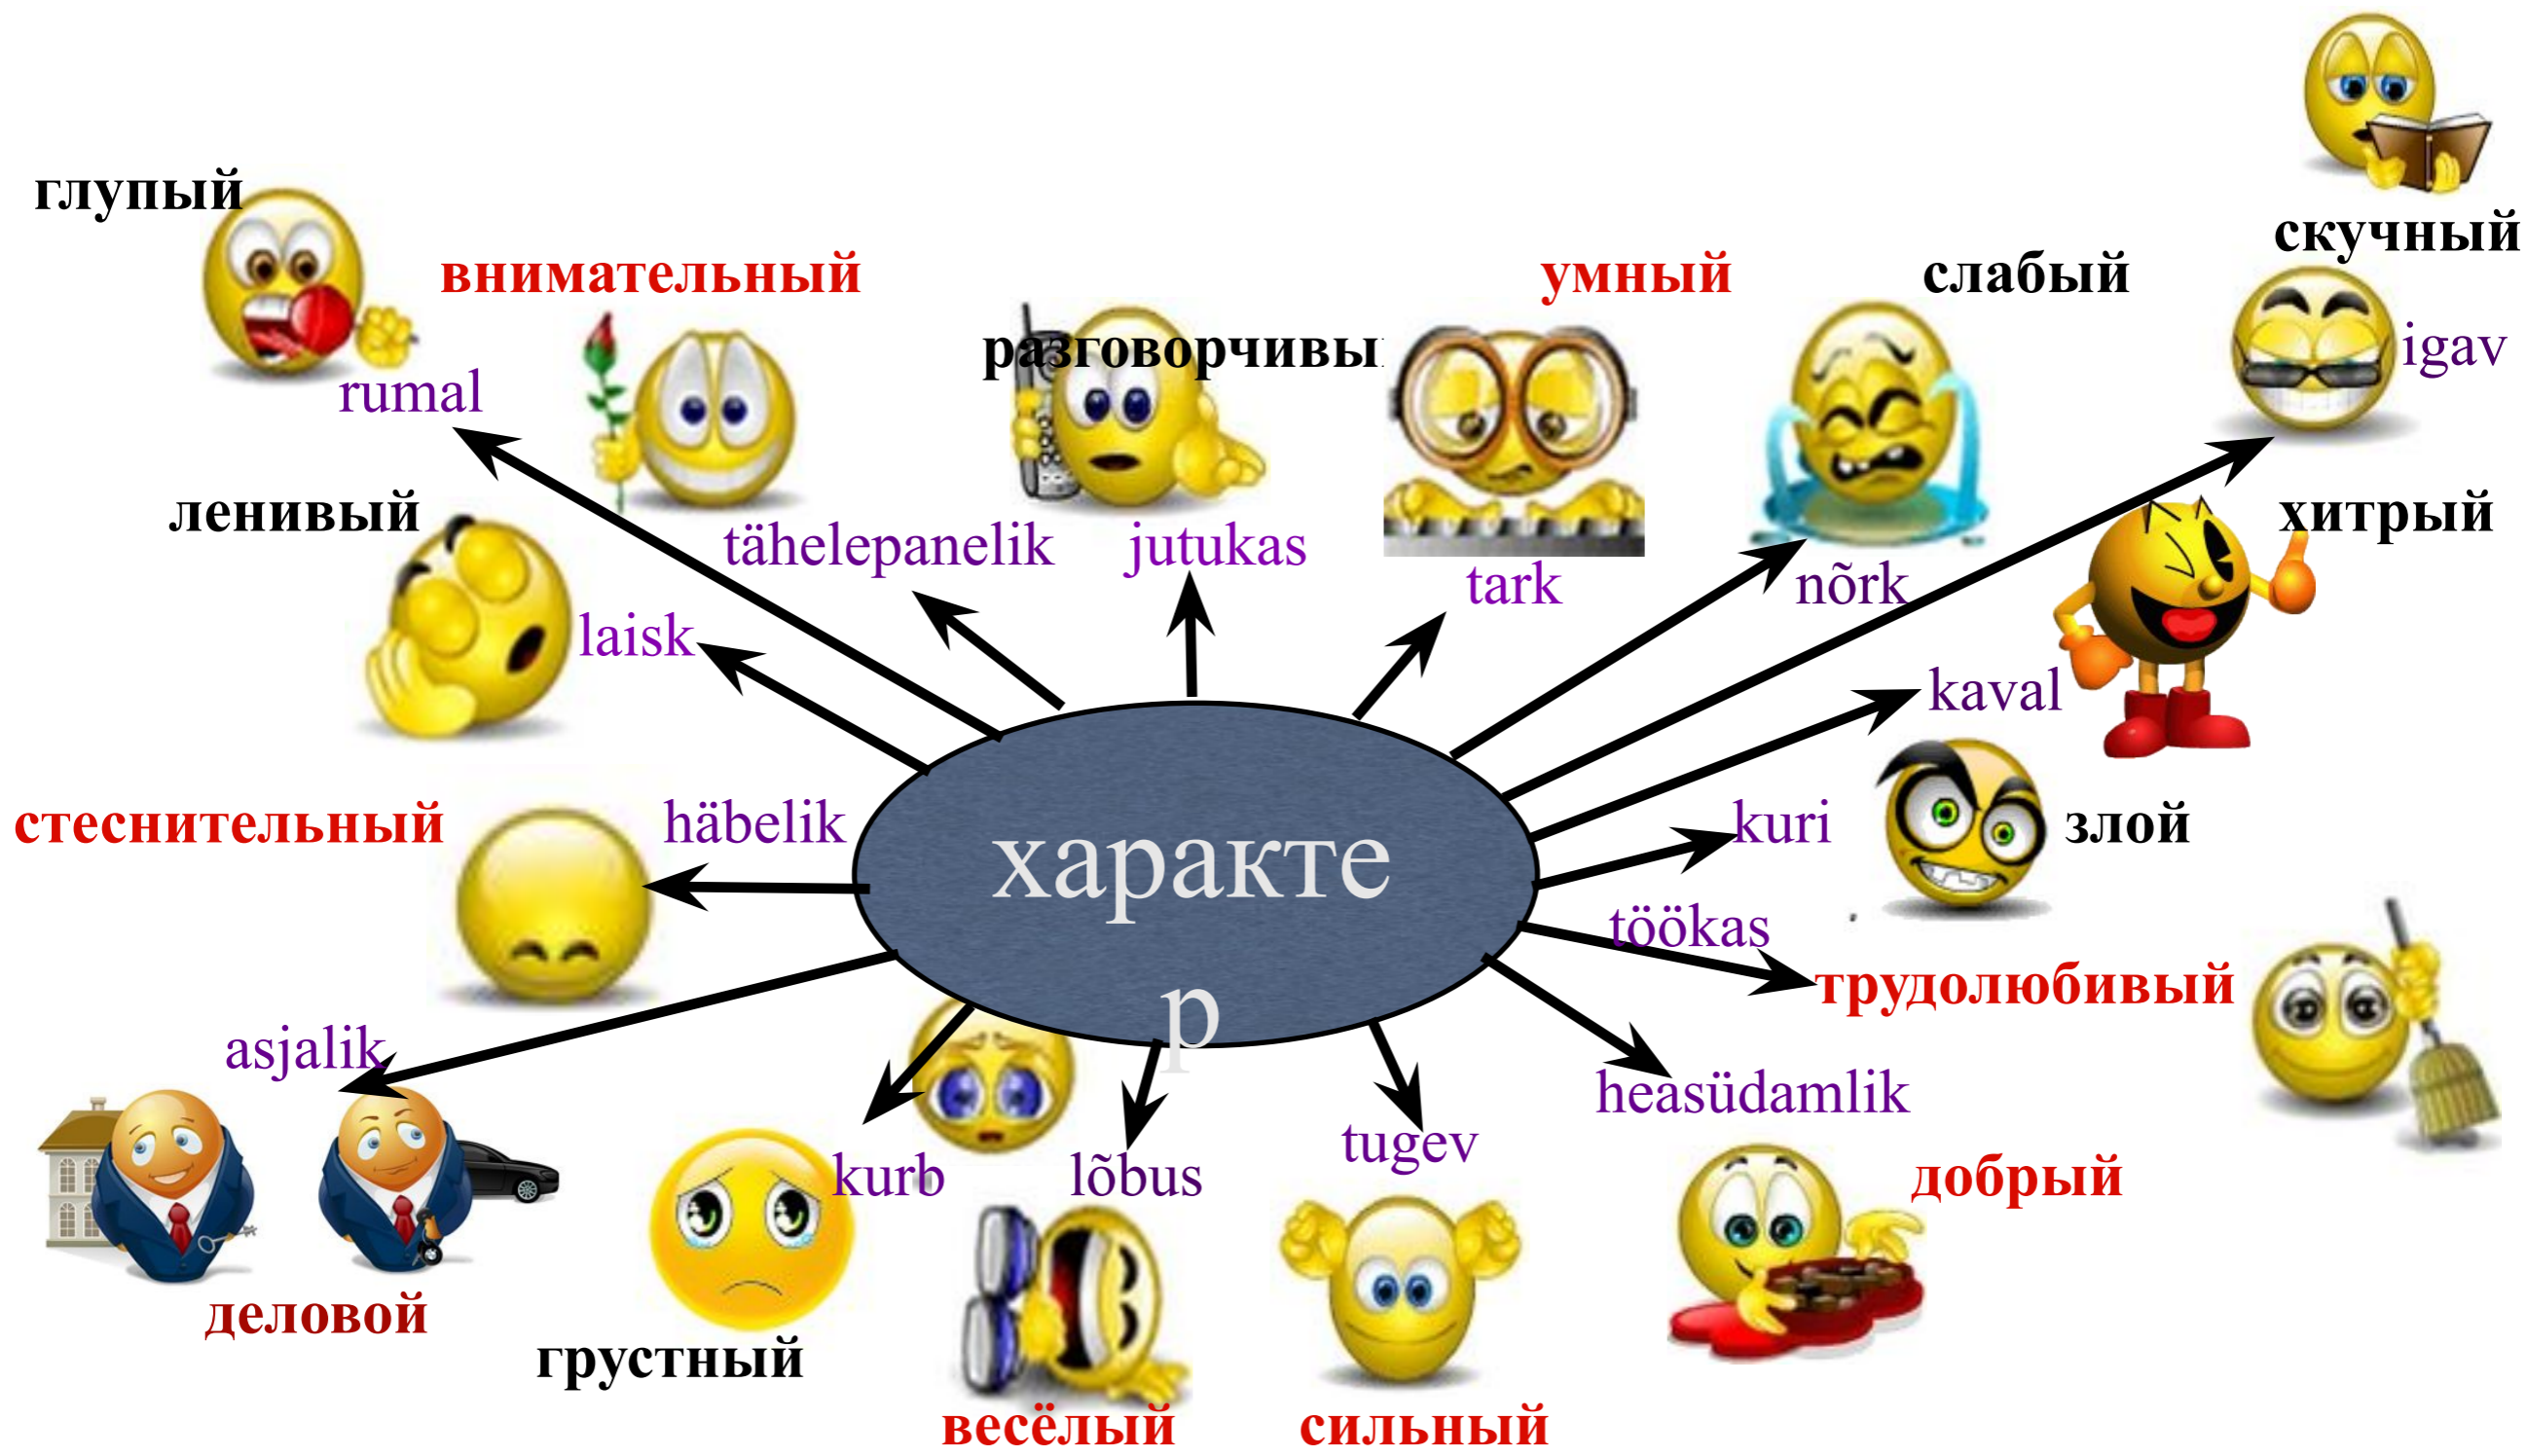 глупый
скучный
внимательный
умный
слабый
разговорчивы
igav
rumal
ленивый
хитрый
tähelepanelik
jutukas
tark
nõrk
laisk
kaval
стеснительный
häbelik
kuri
злой
характе
р
töökas
трудолюбивый
asjalik
heasüdamlik
tugev
kurb
lõbus
добрый
деловой
грустный
весёлый
сильный